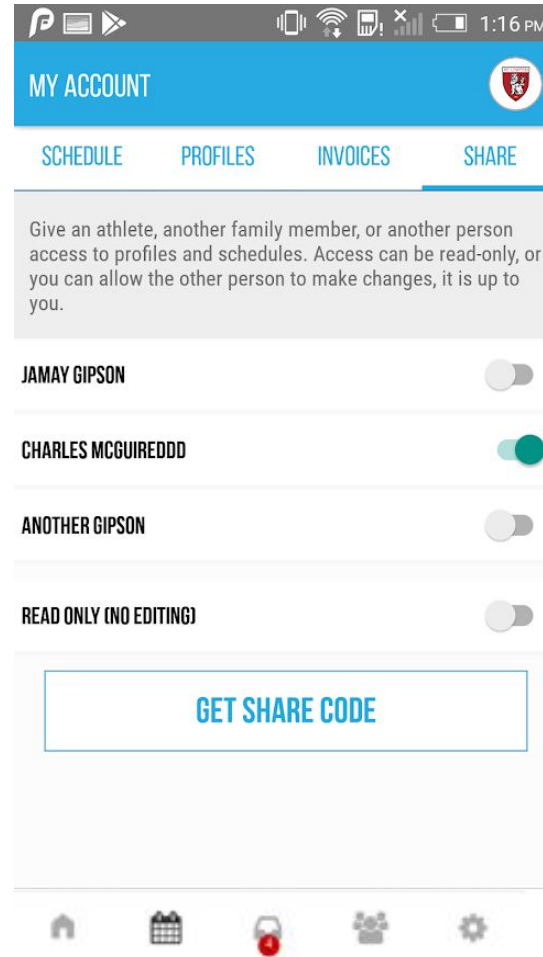 1:16 PM
MY ACCOUNT
SCHEDULE PROFILES INVOICES SHARE
Give an athlete, another family member, or another person
access to profiles and schedules. Access can be read-only, or
you can allow the other person to make changes, it is up to
you.
JAMAY GIPSON
CHARLES MCGUIREDDD
ANOTHER GIPSON
READ ONLY (NO EDITING)
GET SHARE CODE
4